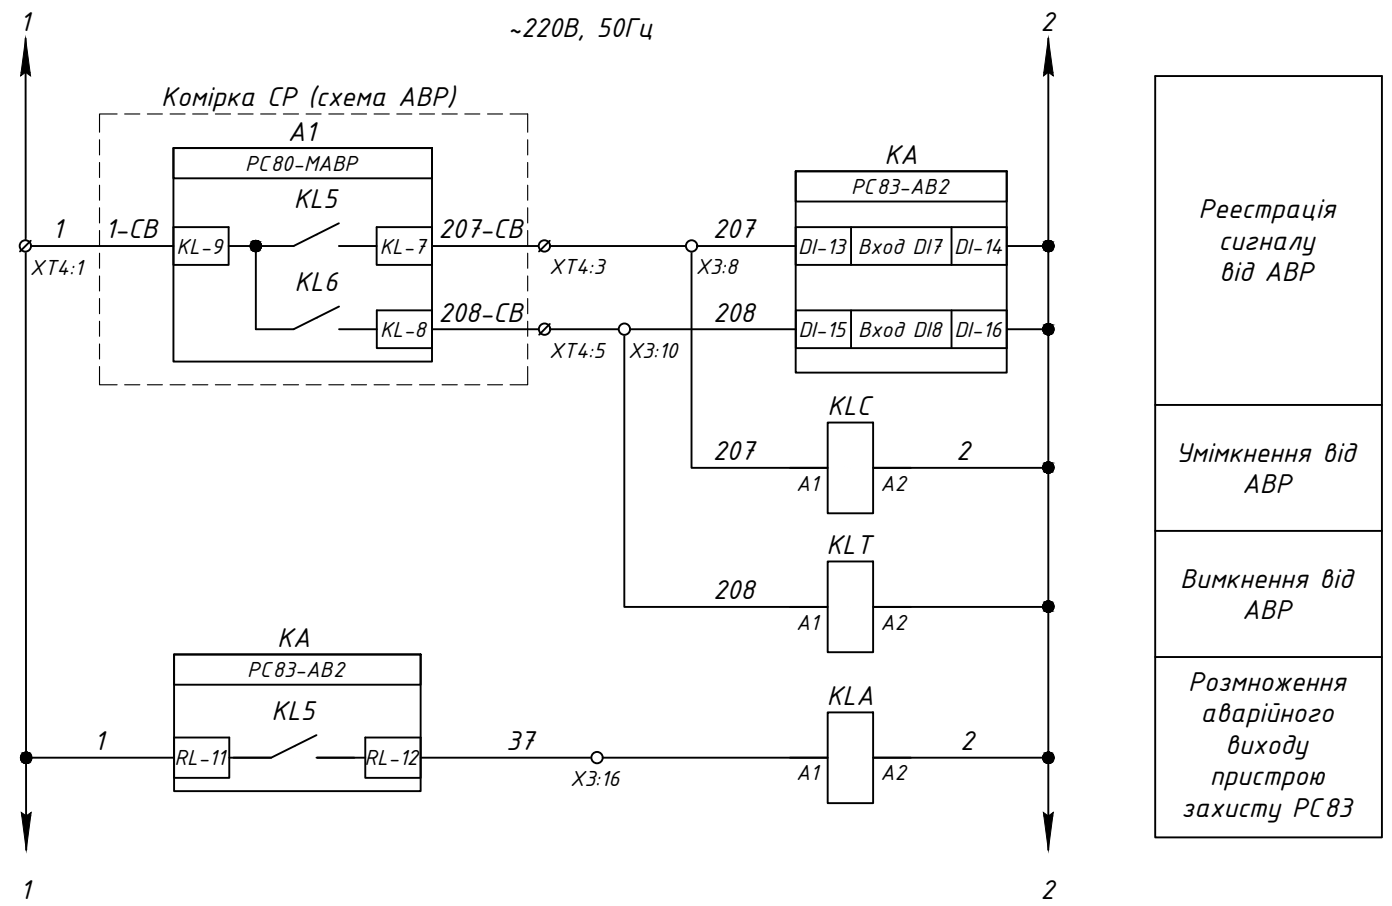 1
~220В, 50Гц
2
Комірка СР (схема АВР)
А1
РС80-МАВР
KL5
KL6
1
1-СВ
KL-9
KL-7
207-СВ
XT4:1
XT4:3
X3:8
207
KL-8
208-СВ
XT4:5
X3:10
208
КА
РС83-АВ2
DI-13
Вход DI7
DI-14
DI-15
Вход DI8
DI-16
KLC
207
A1
A2
2
KLT
208
A1
A2
КА
РС83-АВ2
KL5
1
RL-11
RL-12
37
X3:16
KLA
A1
A2
2
Реестрація
сигналу
від АВР
Умімкнення від
АВР
Вимкнення від
АВР
Розмноження
аварійного
виходу
пристрою
захисту РС83
1
2